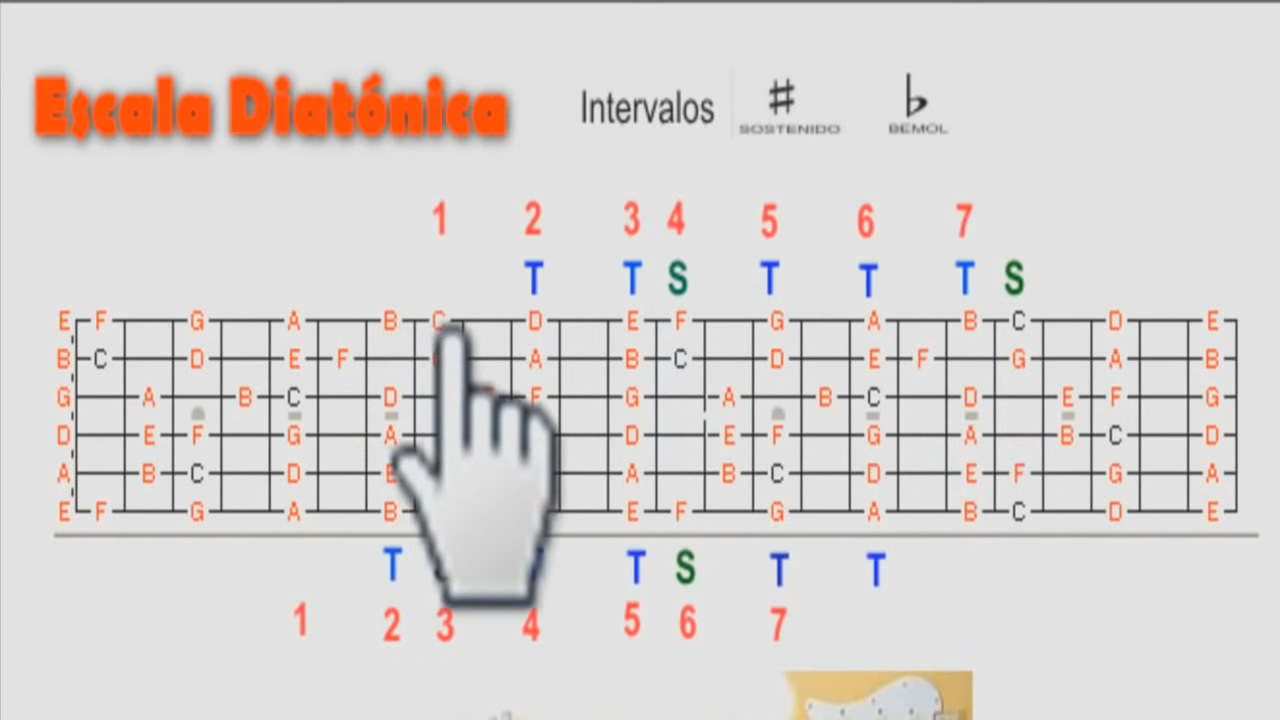 Escala Diatónica
Intervalos ♯ ♭
SOSTENIDO BEMOL
1 2 3 4 5 6 7
T T S T T T S
E F G A B C D E F G A B C D E
B C D E F A B C D E F G A B
G A B C D F G A B C D E F G
D E F G A D E F G A B C D
A B C D E A B C D E F G A
E F G A B E F G A B C D E
T T S T T
1 2 3 4 5 6 7